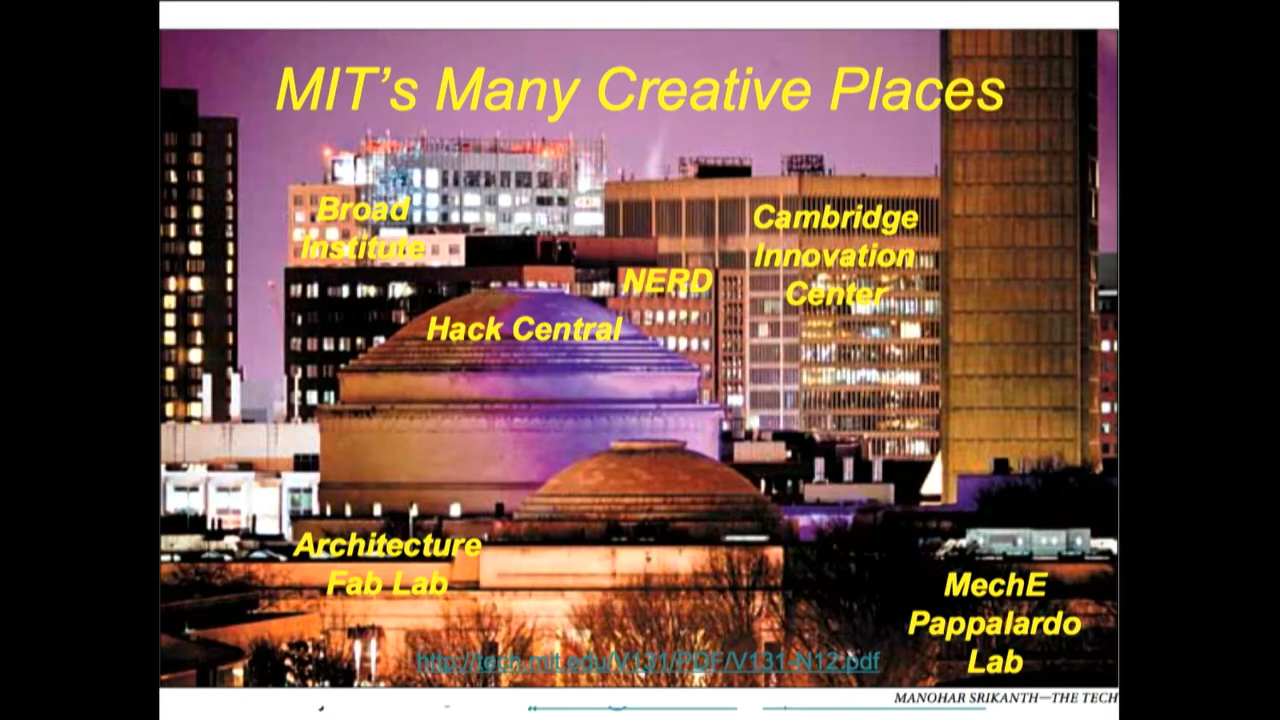 MIT's Many Creative Places
Broad
Institute
Cambridge
Innovation
Center
NERD
Hack Central
Architecture
Fab Lab
MechE
Pappalardo
Lab
http://tech.mit.edu/V131/PDF/V131-N12.pdf
MANOHAR SRIKANTH—THE TECH